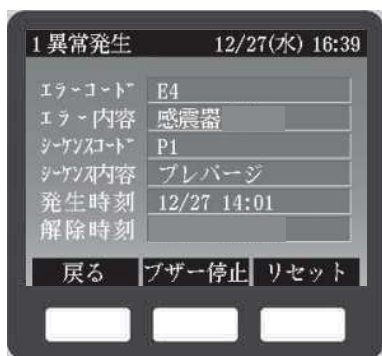 1 異常発生 12/27(水) 16:39
エラーコード E4
エラー内容 感震器
シーケンスコード P1
シーケンス内容 プレパージ
発生時刻 12/27 14:01
解除時刻
戻る ブザー停止 リセット